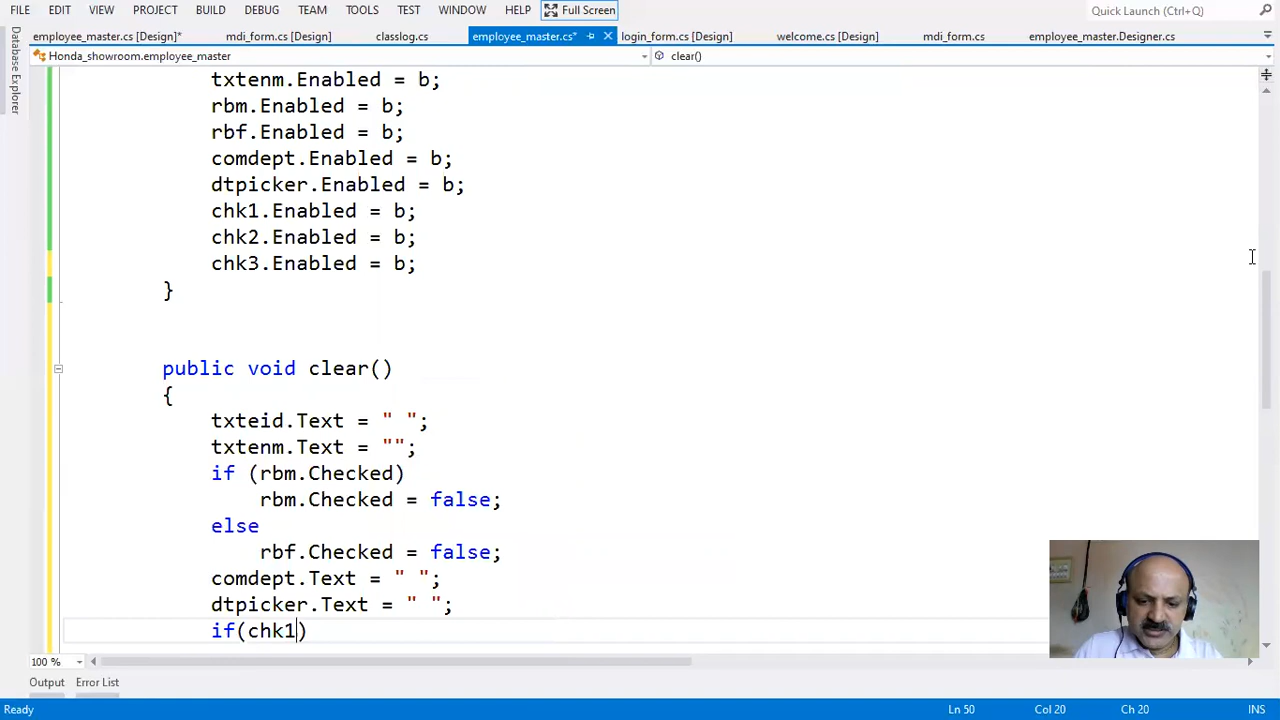 FILE EDIT VIEW PROJECT BUILD DEBUG TEAM TOOLS TEST WINDOW HELP Full Screen Quick Launch (Ctrl+Q)
employee_master.cs [Design]* mdi_form.cs [Design] classlog.cs employee_master.cs* login_form.cs [Design] welcome.cs [Design] mdi_form.cs employee_master.Designer.cs
Database Explorer
Honda_showroom.employee_master clear()
txtenm.Enabled = b;
rbm.Enabled = b;
rbf.Enabled = b;
comdept.Enabled = b;
dtpicker.Enabled = b;
chk1.Enabled = b;
chk2.Enabled = b;
chk3.Enabled = b;
}
public void clear()
{
txteid.Text = " ";
txtenm.Text = "";
if (rbm.Checked)
rbm.Checked = false;
else
rbf.Checked = false;
comdept.Text = " ";
dtpicker.Text = " ";
if(chk1)
100 %
Output Error List
Ready Ln 50 Col 20 Ch 20 INS